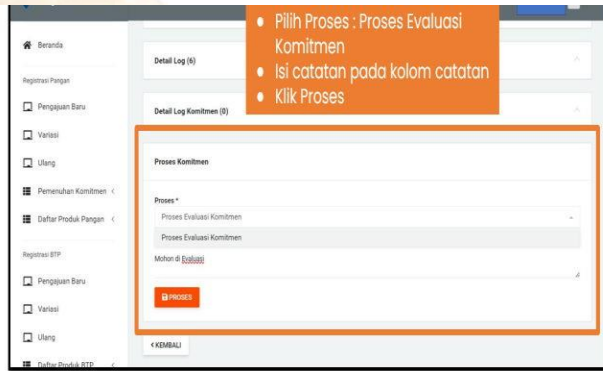 • Pilih Proses : Proses Evaluasi
Komitmen
• Isi catatan pada kolom catatan
• Klik Proses
Beranda
Registrasi Pangan
Pengajuan Baru
Variasi
Ulang
Pemenuhan Komitmen <
Daftar Produk Pangan <
Registrasi BTP
Pengajuan Baru
Variasi
Ulang
Daftar Produk BTP <
Detail Log (6)
Detail Log Komitmen (0)
Proses Komitmen
Proses *
Proses Evaluasi Komitmen
Proses Evaluasi Komitmen
Mohon di Evaluasi
PROSES
< KEMBALI